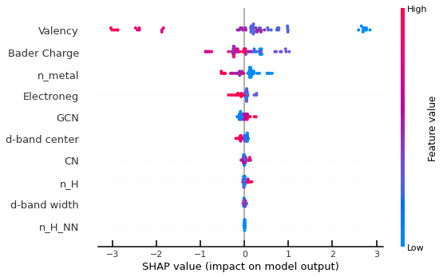 High
Valency
Bader Charge
n_metal
Electroneg
GCN
d-band center
CN
n_H
d-band width
n_H_NN
Low
Feature value
−3 −2 −1 0 1 2 3
SHAP value (impact on model output)